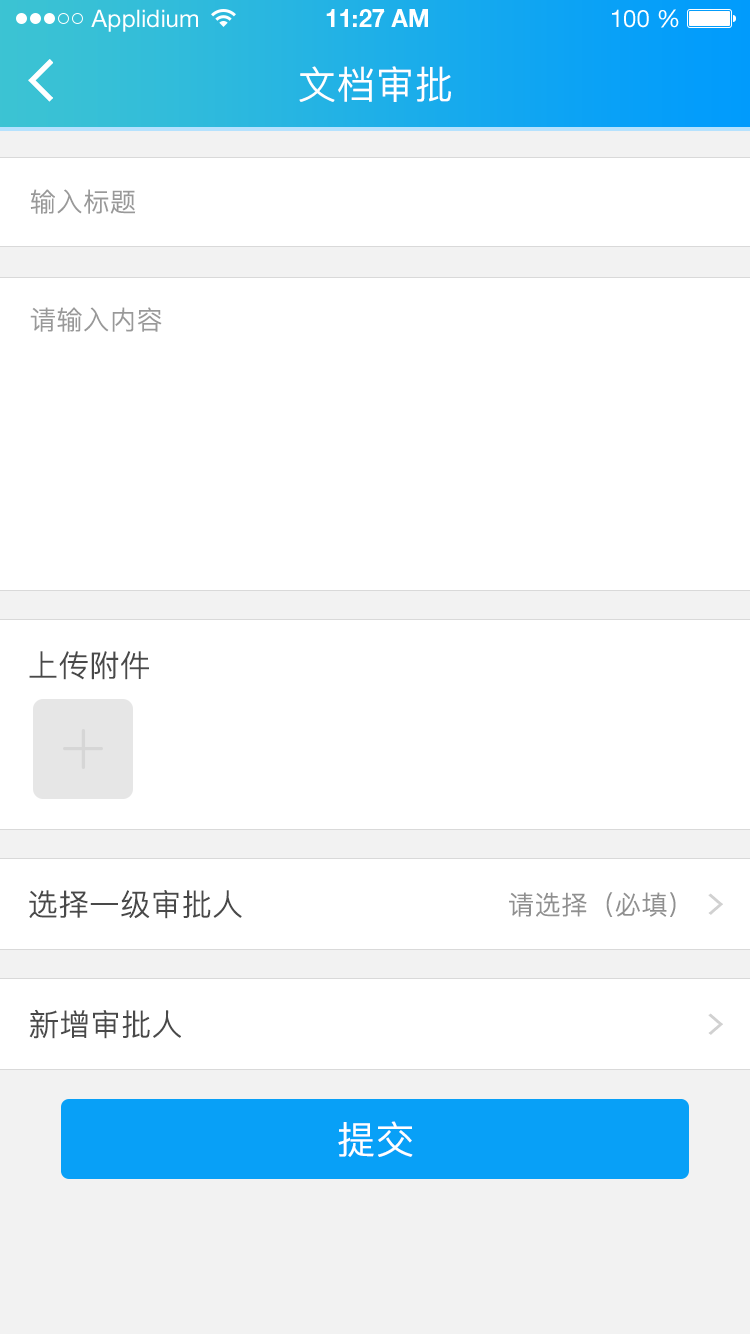 Applidium 11:27 AM 100 %
文档审批
输入标题
请输入内容
上传附件
选择一级审批人 请选择（必填）
新增审批人
提交